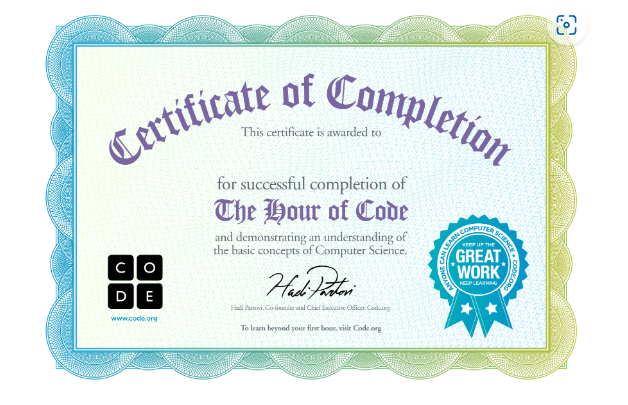 Certificate of Completion
This certificate is awarded to
for successful completion of
The Hour of Code
and demonstrating an understanding of
the basic concepts of Computer Science.
Hadi Partovi
Hadi Partovi, Co-founder and Chief Executive Officer, Code.org
To learn beyond your first hour, visit Code.org
C O
D E
www.code.org
ANYONE CAN LEARN COMPUTER SCIENCE • CODE.ORG •
KEEP UP THE
GREAT
WORK
KEEP LEARNING